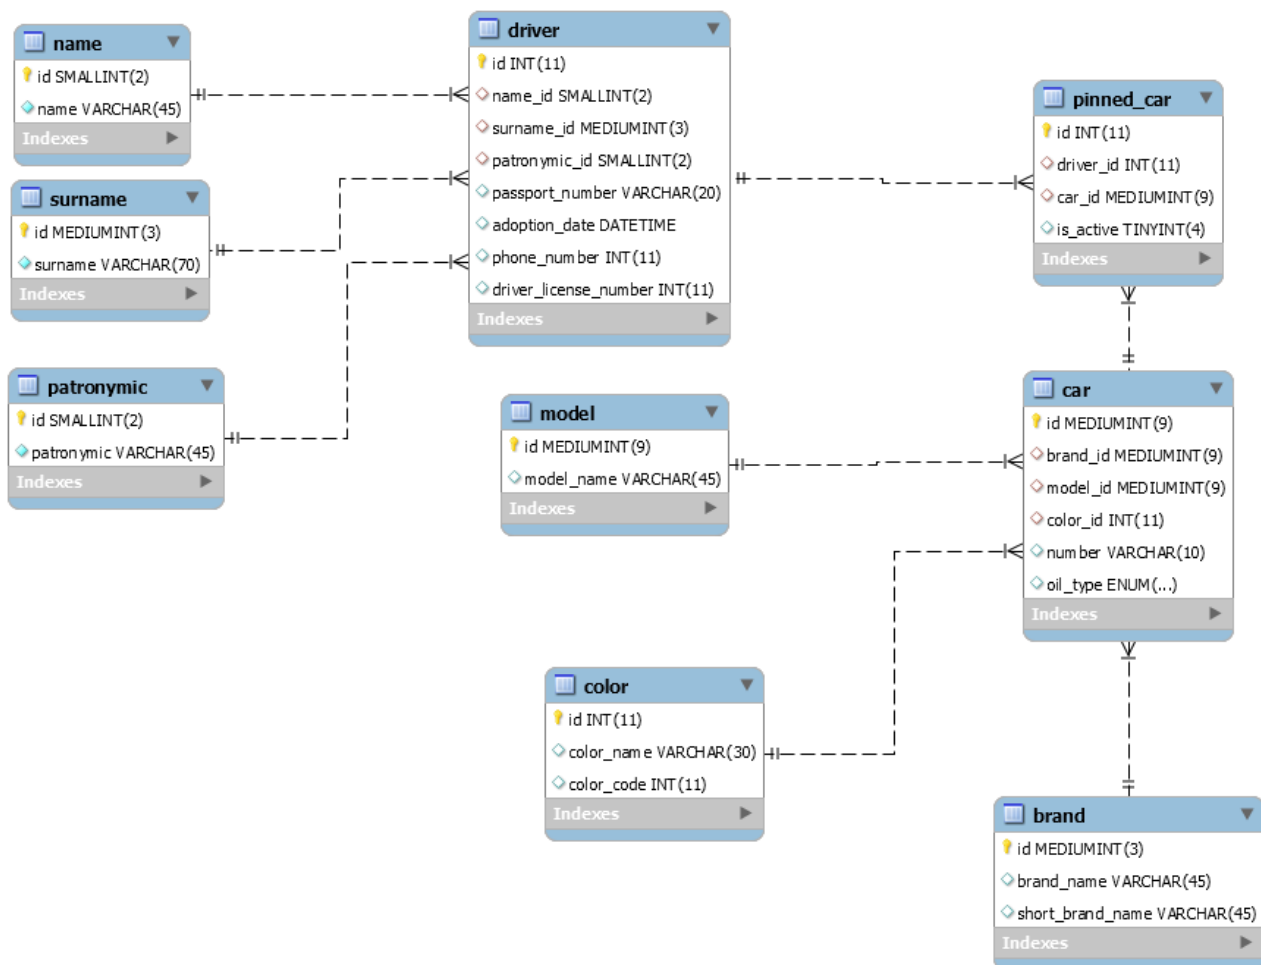 name
id SMALLINT(2)
name VARCHAR(45)
Indexes
surname
id MEDIUMINT(3)
surname VARCHAR(70)
Indexes
patronymic
id SMALLINT(2)
patronymic VARCHAR(45)
Indexes
driver
id INT(11)
name_id SMALLINT(2)
surname_id MEDIUMINT(3)
patronymic_id SMALLINT(2)
passport_number VARCHAR(20)
adoption_date DATETIME
phone_number INT(11)
driver_license_number INT(11)
Indexes
model
id MEDIUMINT(9)
model_name VARCHAR(45)
Indexes
color
id INT(11)
color_name VARCHAR(30)
color_code INT(11)
Indexes
pinned_car
id INT(11)
driver_id INT(11)
car_id MEDIUMINT(9)
is_active TINYINT(4)
Indexes
car
id MEDIUMINT(9)
brand_id MEDIUMINT(9)
model_id MEDIUMINT(9)
color_id INT(11)
number VARCHAR(10)
oil_type ENUM(...)
Indexes
brand
id MEDIUMINT(3)
brand_name VARCHAR(45)
short_brand_name VARCHAR(45)
Indexes